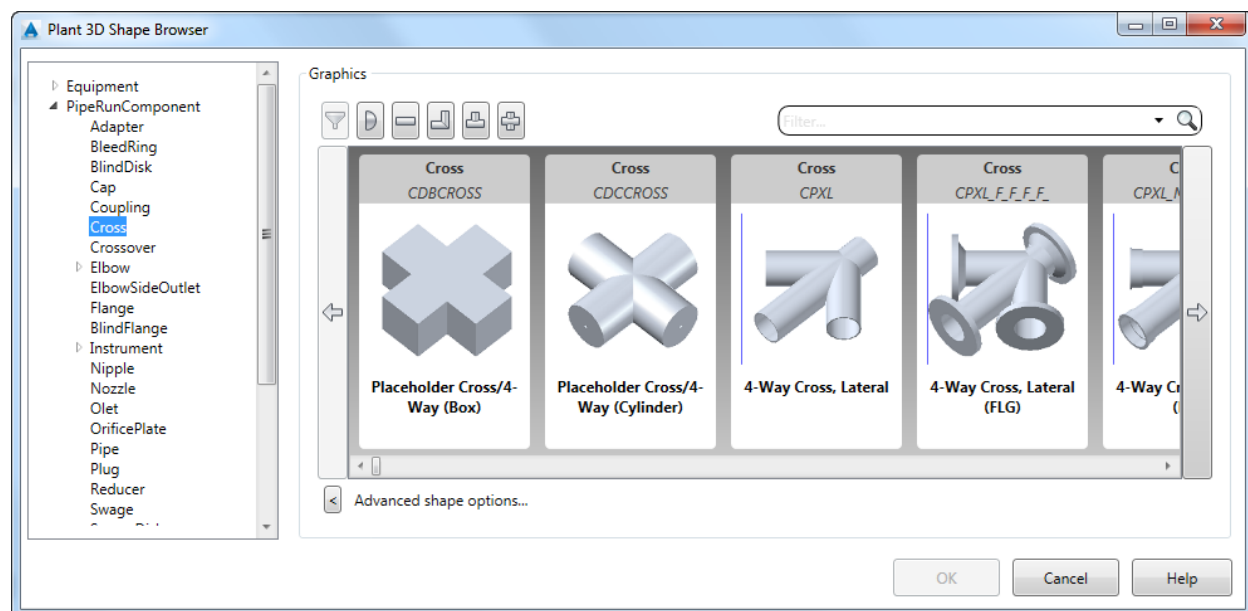 Plant 3D Shape Browser
Equipment
PipeRunComponent
Adapter
BleedRing
BlindDisk
Cap
Coupling
Cross
Crossover
Elbow
ElbowSideOutlet
Flange
BlindFlange
Instrument
Nipple
Nozzle
Olet
OrificePlate
Pipe
Plug
Reducer
Swage
Graphics
Filter...
Cross
CDBCROSS
Placeholder Cross/4-
Way (Box)
Cross
CDCCROSS
Placeholder Cross/4-
Way (Cylinder)
Cross
CPXL
4-Way Cross, Lateral
Cross
CPXL_F_F_F_F_
4-Way Cross, Lateral
(FLG)
< Advanced shape options...
OK
Cancel
Help